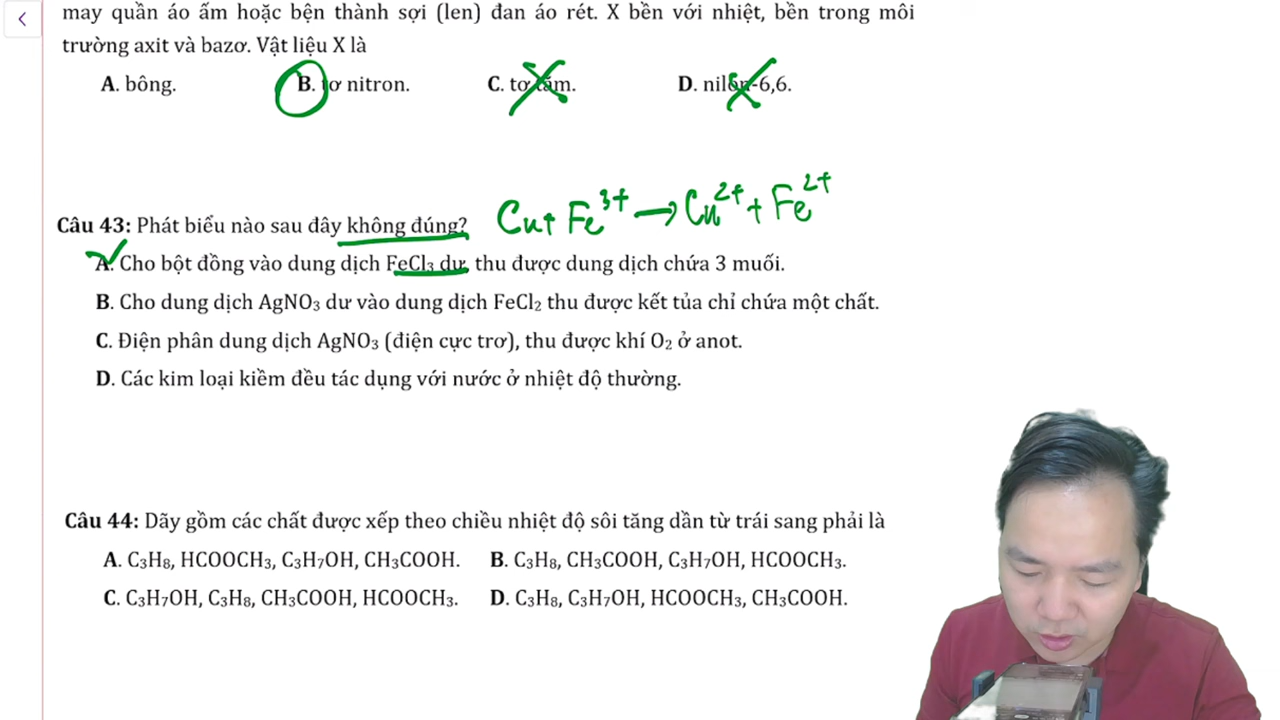 may quần áo ấm hoặc bện thành sợi (len) đan áo rét. X bền với nhiệt, bền trong môi
trường axit và bazơ. Vật liệu X là
A. bông. B. tơ nitron. C. tơ tằm. D. nilon-6,6.
Cu + Fe³⁺ → Cu²⁺ + Fe²⁺
Câu 43: Phát biểu nào sau đây không đúng?
A. Cho bột đồng vào dung dịch FeCl₃ dư, thu được dung dịch chứa 3 muối.
B. Cho dung dịch AgNO₃ dư vào dung dịch FeCl₂ thu được kết tủa chỉ chứa một chất.
C. Điện phân dung dịch AgNO₃ (điện cực trơ), thu được khí O₂ ở anot.
D. Các kim loại kiềm đều tác dụng với nước ở nhiệt độ thường.
Câu 44: Dãy gồm các chất được xếp theo chiều nhiệt độ sôi tăng dần từ trái sang phải là
A. C₃H₈, HCOOCH₃, C₃H₇OH, CH₃COOH. B. C₃H₈, CH₃COOH, C₃H₇OH, HCOOCH₃.
C. C₃H₇OH, C₃H₈, CH₃COOH, HCOOCH₃. D. C₃H₈, C₃H₇OH, HCOOCH₃, CH₃COOH.